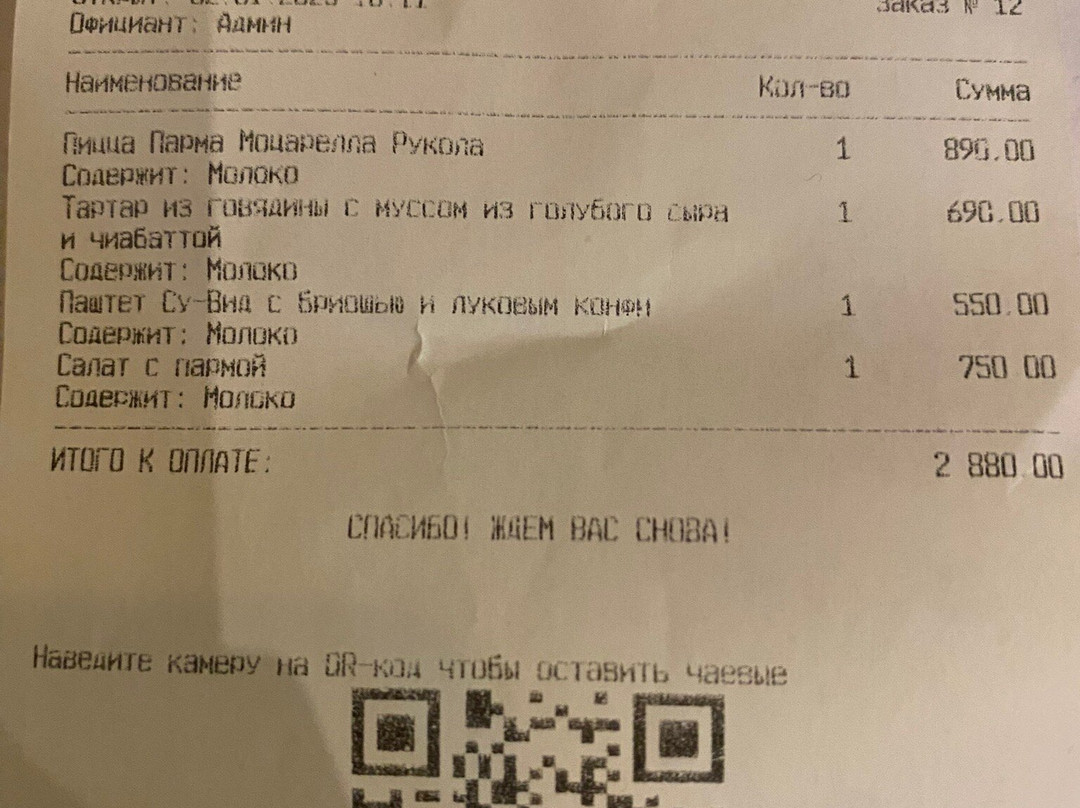 Заказ № 12
Официант: Админ
Наименование Кол-во Сумма
Пицца Парма Моцарелла Рукола 1 890.00
Содержит: Молоко
Тартар из говядины с муссом из голубого сыра 1 690.00
и чиабаттой
Содержит: Молоко
Паштет Су-Вид с бриошью и луковым конфи 1 550.00
Содержит: Молоко
Салат с пармой 1 750.00
Содержит: Молоко
ИТОГО К ОПЛАТЕ: 2 880.00
СПАСИБО! ЖДЕМ ВАС СНОВА!
Наведите камеру на QR-код чтобы оставить чаевые